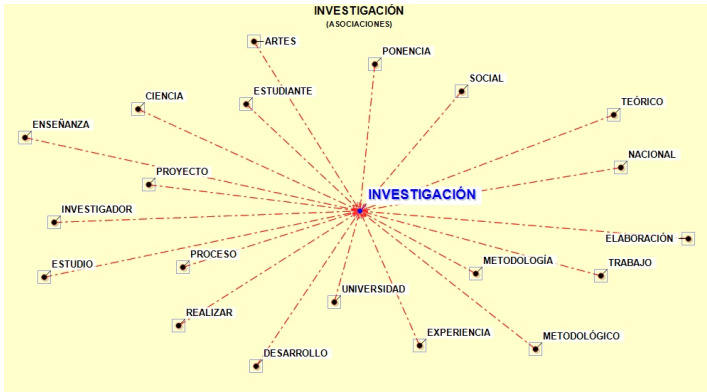 INVESTIGACIÓN
(ASOCIACIONES)
ARTES
PONENCIA
SOCIAL
CIENCIA
ESTUDIANTE
TEÓRICO
ENSEÑANZA
NACIONAL
PROYECTO
INVESTIGACIÓN
INVESTIGADOR
ELABORACIÓN
PROCESO
METODOLOGÍA
TRABAJO
ESTUDIO
UNIVERSIDAD
REALIZAR
EXPERIENCIA
METODOLÓGICO
DESARROLLO